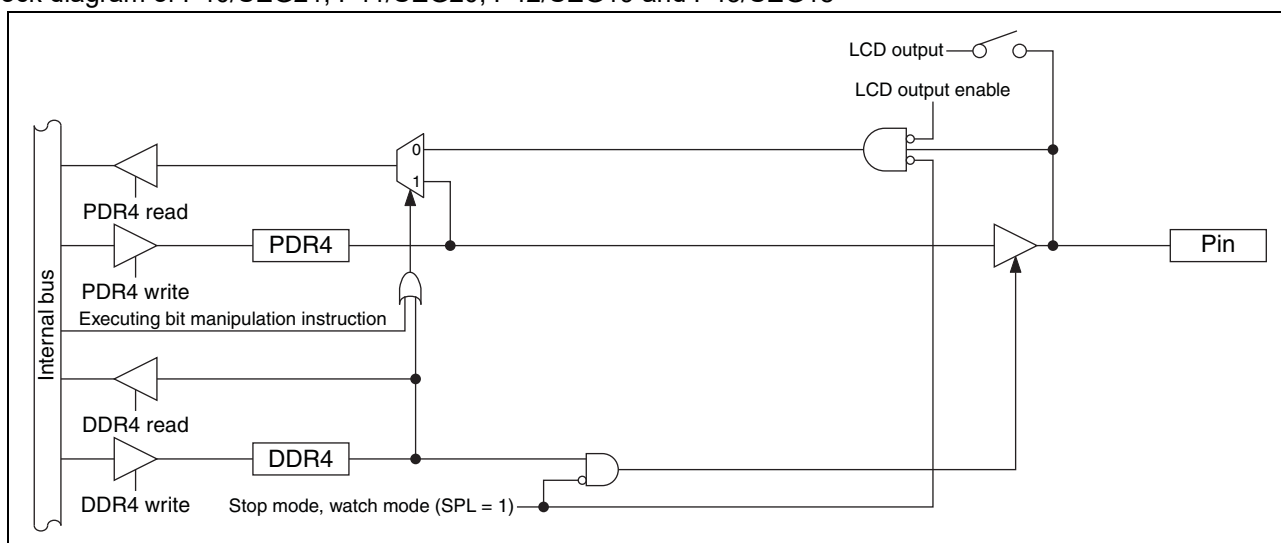 LCD output
LCD output enable
0
1
PDR4 read
PDR4
Pin
PDR4 write
Executing bit manipulation instruction
Internal bus
DDR4 read
DDR4
DDR4 write
Stop mode, watch mode (SPL = 1)